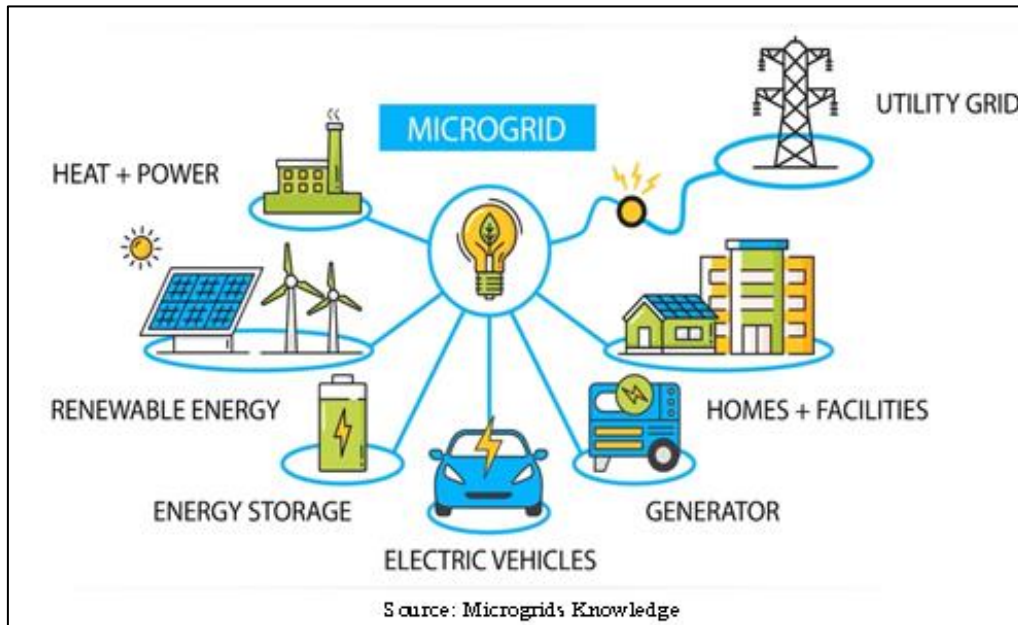 MICROGRID
UTILITY GRID
HEAT + POWER
RENEWABLE ENERGY
HOMES + FACILITIES
ENERGY STORAGE
GENERATOR
ELECTRIC VEHICLES
Source: Microgrids Knowledge